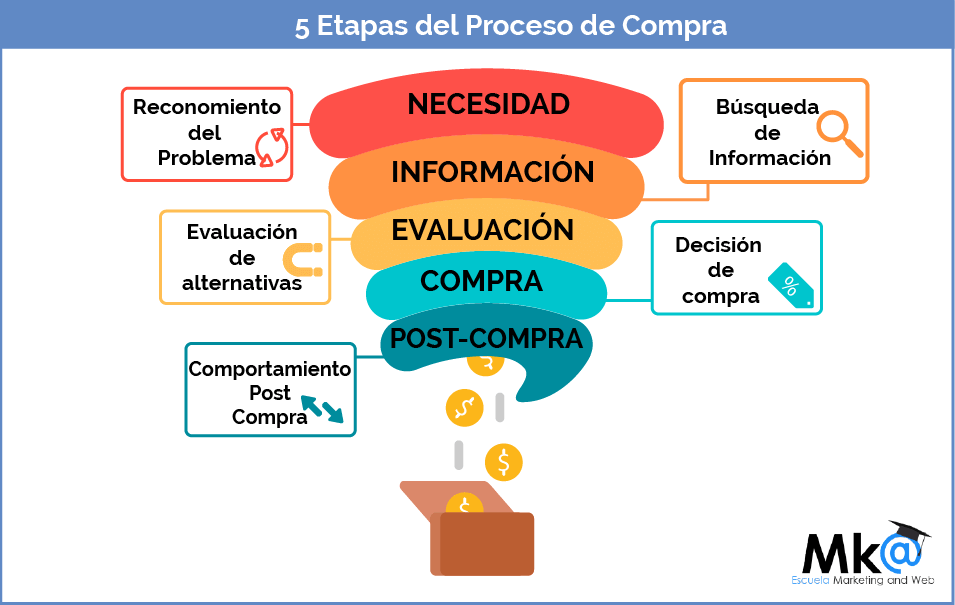 5 Etapas del Proceso de Compra
NECESIDAD
Reconomiento
del
Problema
INFORMACIÓN
Búsqueda
de
Información
EVALUACIÓN
Evaluación
de
alternativas
COMPRA
Decisión
de
compra
%
POST-COMPRA
Comportamiento
Post
Compra
$
$
$
$
Mk@
Escuela Marketing and Web